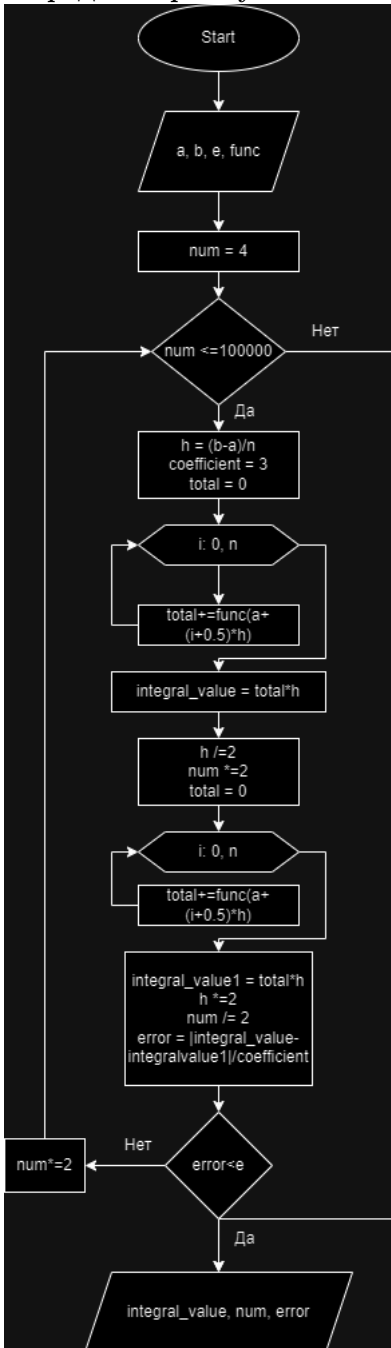 Start
a, b, e, func
num = 4
num <=100000
Нет
Да
h = (b-a)/n
coefficient = 3
total = 0
i: 0, n
total+=func(a+
(i+0.5)*h)
integral_value = total*h
h /=2
num *=2
total = 0
i: 0, n
total+=func(a+
(i+0.5)*h)
integral_value1 = total*h
h *=2
num /= 2
error = |integral_value-
integralvalue1|/coefficient
Нет
num*=2
error<e
Да
integral_value, num, error